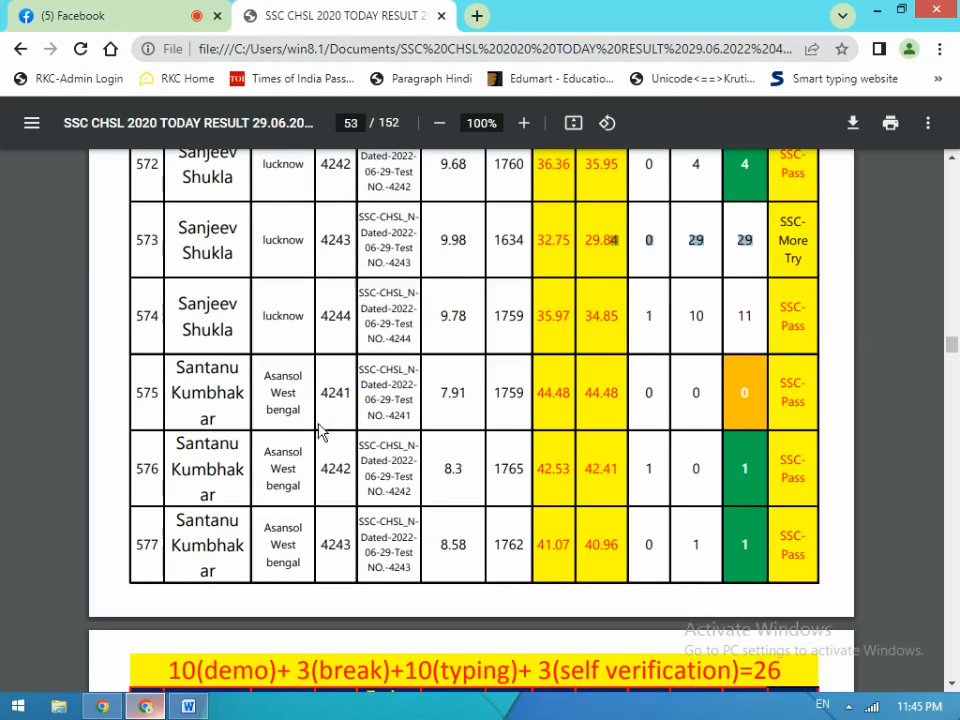 (5) Facebook
SSC CHSL 2020 TODAY RESULT 2
File
file:///C:/Users/win8.1/Documents/SSC%20CHSL%202020%20TODAY%20RESULT%2029.06.2022%204...
RKC-Admin Login
RKC Home
TOI
Times of India Pass...
Paragraph Hindi
Edumart - Educatio...
Unicode<==>Kruti...
Smart typing website
»
SSC CHSL 2020 TODAY RESULT 29.06.20...
53 / 152
100%
572 Sanjeev Shukla lucknow 4242 Dated-2022-06-29-Test NO.-4242 9.68 1760 36.36 35.95 0 4 4 SSC-Pass
573 Sanjeev Shukla lucknow 4243 SSC-CHSL_N-Dated-2022-06-29-Test NO.-4243 9.98 1634 32.75 29.84 0 29 29 SSC-More Try
574 Sanjeev Shukla lucknow 4244 SSC-CHSL_N-Dated-2022-06-29-Test NO.-4244 9.78 1759 35.97 34.85 1 10 11 SSC-Pass
575 Santanu Kumbhakar Asansol West bengal 4241 SSC-CHSL_N-Dated-2022-06-29-Test NO.-4241 7.91 1759 44.48 44.48 0 0 0 SSC-Pass
576 Santanu Kumbhakar Asansol West bengal 4242 SSC-CHSL_N-Dated-2022-06-29-Test NO.-4242 8.3 1765 42.53 42.41 1 0 1 SSC-Pass
577 Santanu Kumbhakar Asansol West bengal 4243 SSC-CHSL_N-Dated-2022-06-29-Test NO.-4243 8.58 1762 41.07 40.96 0 1 1 SSC-Pass
Activate Windows
Go to PC settings to activate Windows.
10(demo)+ 3(break)+10(typing)+ 3(self verification)=26
EN
11:45 PM